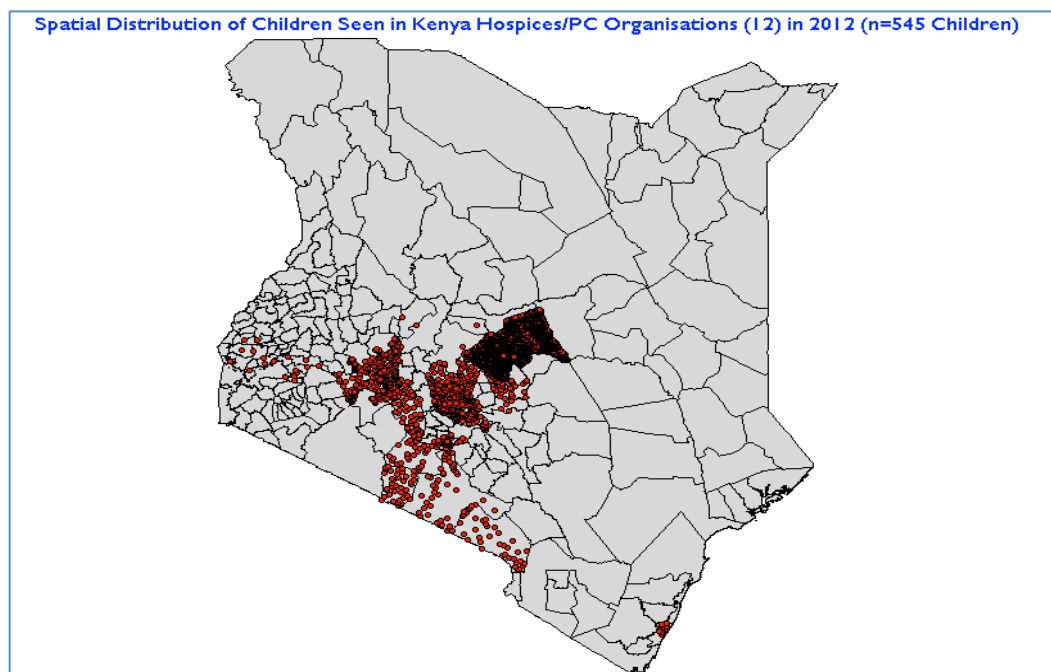 Spatial Distribution of Children Seen in Kenya Hospices/PC Organisations (12) in 2012 (n=545 Children)